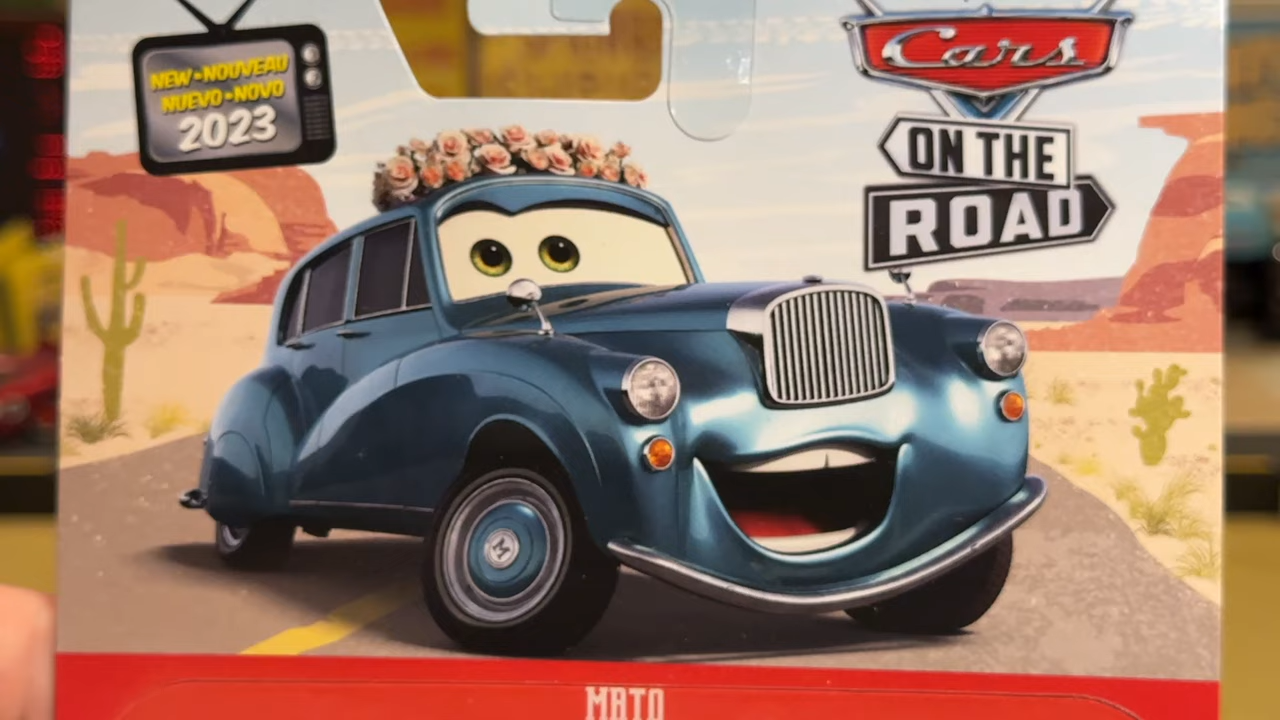 NEW•NOUVEAU
NUEVO•NOVO
2023
Cars
ON THE
ROAD
M
MATO